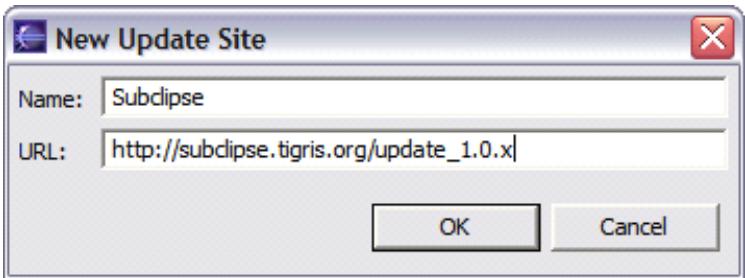 New Update Site
Name: Subclipse
URL: http://subclipse.tigris.org/update_1.0.x
OK Cancel